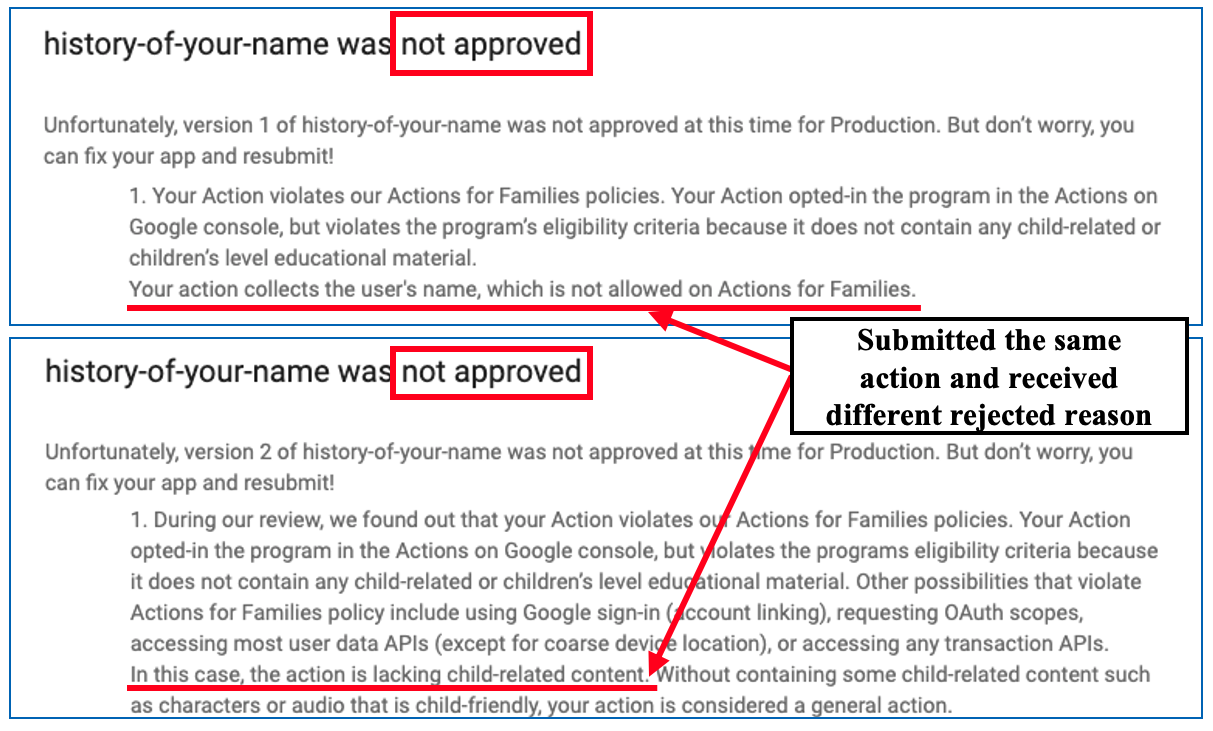 history-of-your-name was not approved
Unfortunately, version 1 of history-of-your-name was not approved at this time for Production. But don't worry, you
can fix your app and resubmit!
1. Your Action violates our Actions for Families policies. Your Action opted-in the program in the Actions on
Google console, but violates the program's eligibility criteria because it does not contain any child-related or
children's level educational material.
Your action collects the user's name, which is not allowed on Actions for Families.
Submitted the same
action and received
different rejected reason
history-of-your-name was not approved
Unfortunately, version 2 of history-of-your-name was not approved at this time for Production. But don't worry, you
can fix your app and resubmit!
1. During our review, we found out that your Action violates our Actions for Families policies. Your Action
opted-in the program in the Actions on Google console, but violates the programs eligibility criteria because
it does not contain any child-related or children's level educational material. Other possibilities that violate
Actions for Families policy include using Google sign-in (account linking), requesting OAuth scopes,
accessing most user data APIs (except for coarse device location), or accessing any transaction APIs.
In this case, the action is lacking child-related content. Without containing some child-related content such
as characters or audio that is child-friendly, your action is considered a general action.